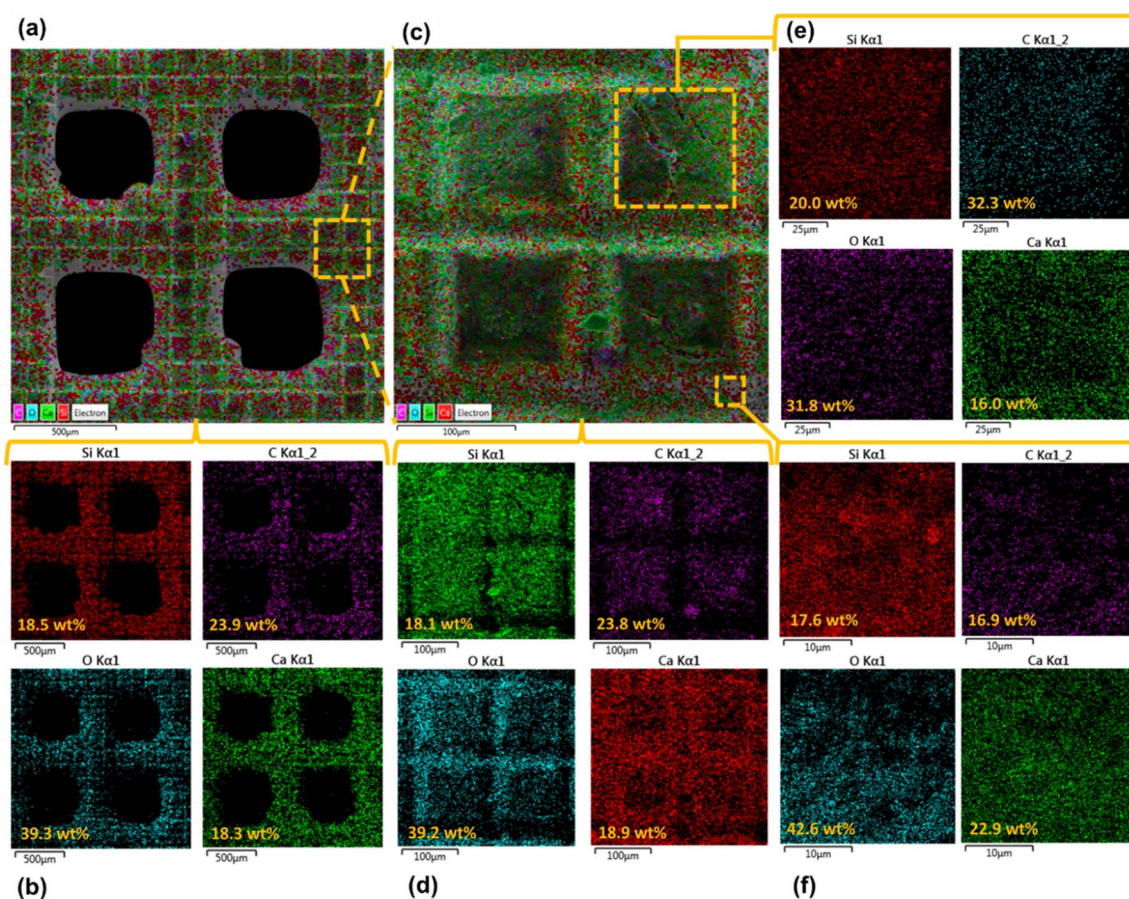 (a)
(c)
(e)
Si Kα1
C Kα1_2
20.0 wt%
32.3 wt%
25µm
25µm
O Kα1
Ca Kα1
31.8 wt%
16.0 wt%
25µm
25µm
C O Ca Si Electron
500µm
C O Si Ca Electron
100µm
Si Kα1
C Kα1_2
18.5 wt%
23.9 wt%
500µm
500µm
O Kα1
Ca Kα1
39.3 wt%
18.3 wt%
500µm
500µm
(b)
Si Kα1
C Kα1_2
18.1 wt%
23.8 wt%
100µm
100µm
O Kα1
Ca Kα1
39.2 wt%
18.9 wt%
100µm
100µm
(d)
Si Kα1
C Kα1_2
17.6 wt%
16.9 wt%
10µm
10µm
O Kα1
Ca Kα1
42.6 wt%
22.9 wt%
10µm
10µm
(f)